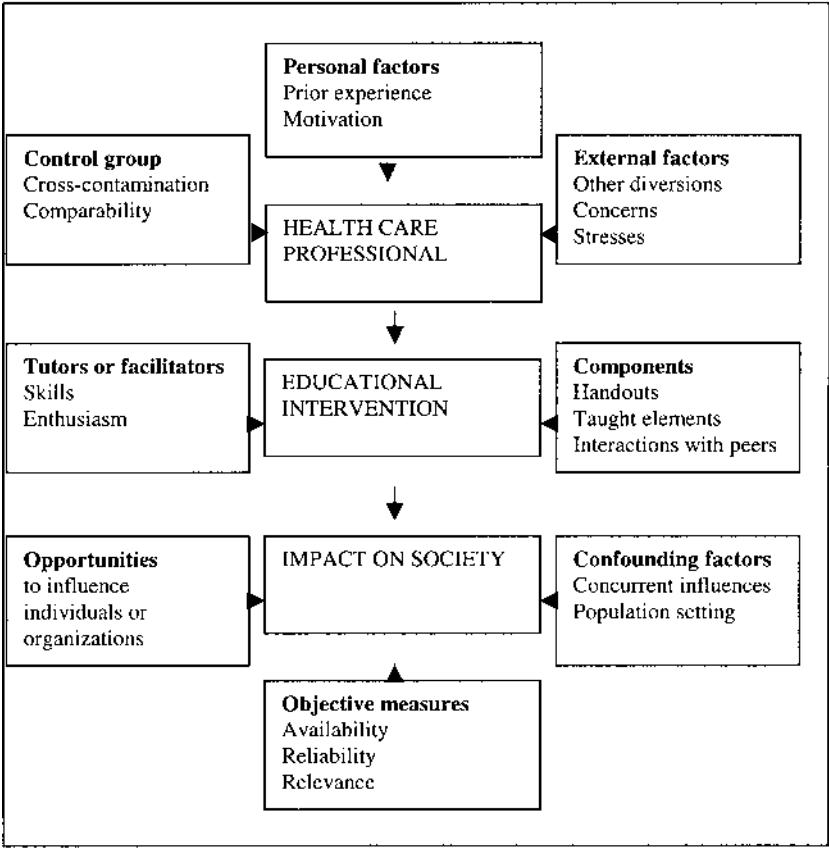 Personal factors
Prior experience
Motivation
Control group
Cross-contamination
Comparability
External factors
Other diversions
Concerns
Stresses
HEALTH CARE
PROFESSIONAL
Tutors or facilitators
Skills
Enthusiasm
EDUCATIONAL
INTERVENTION
Components
Handouts
Taught elements
Interactions with peers
Opportunities
to influence
individuals or
organizations
IMPACT ON SOCIETY
Confounding factors
Concurrent influences
Population setting
Objective measures
Availability
Reliability
Relevance